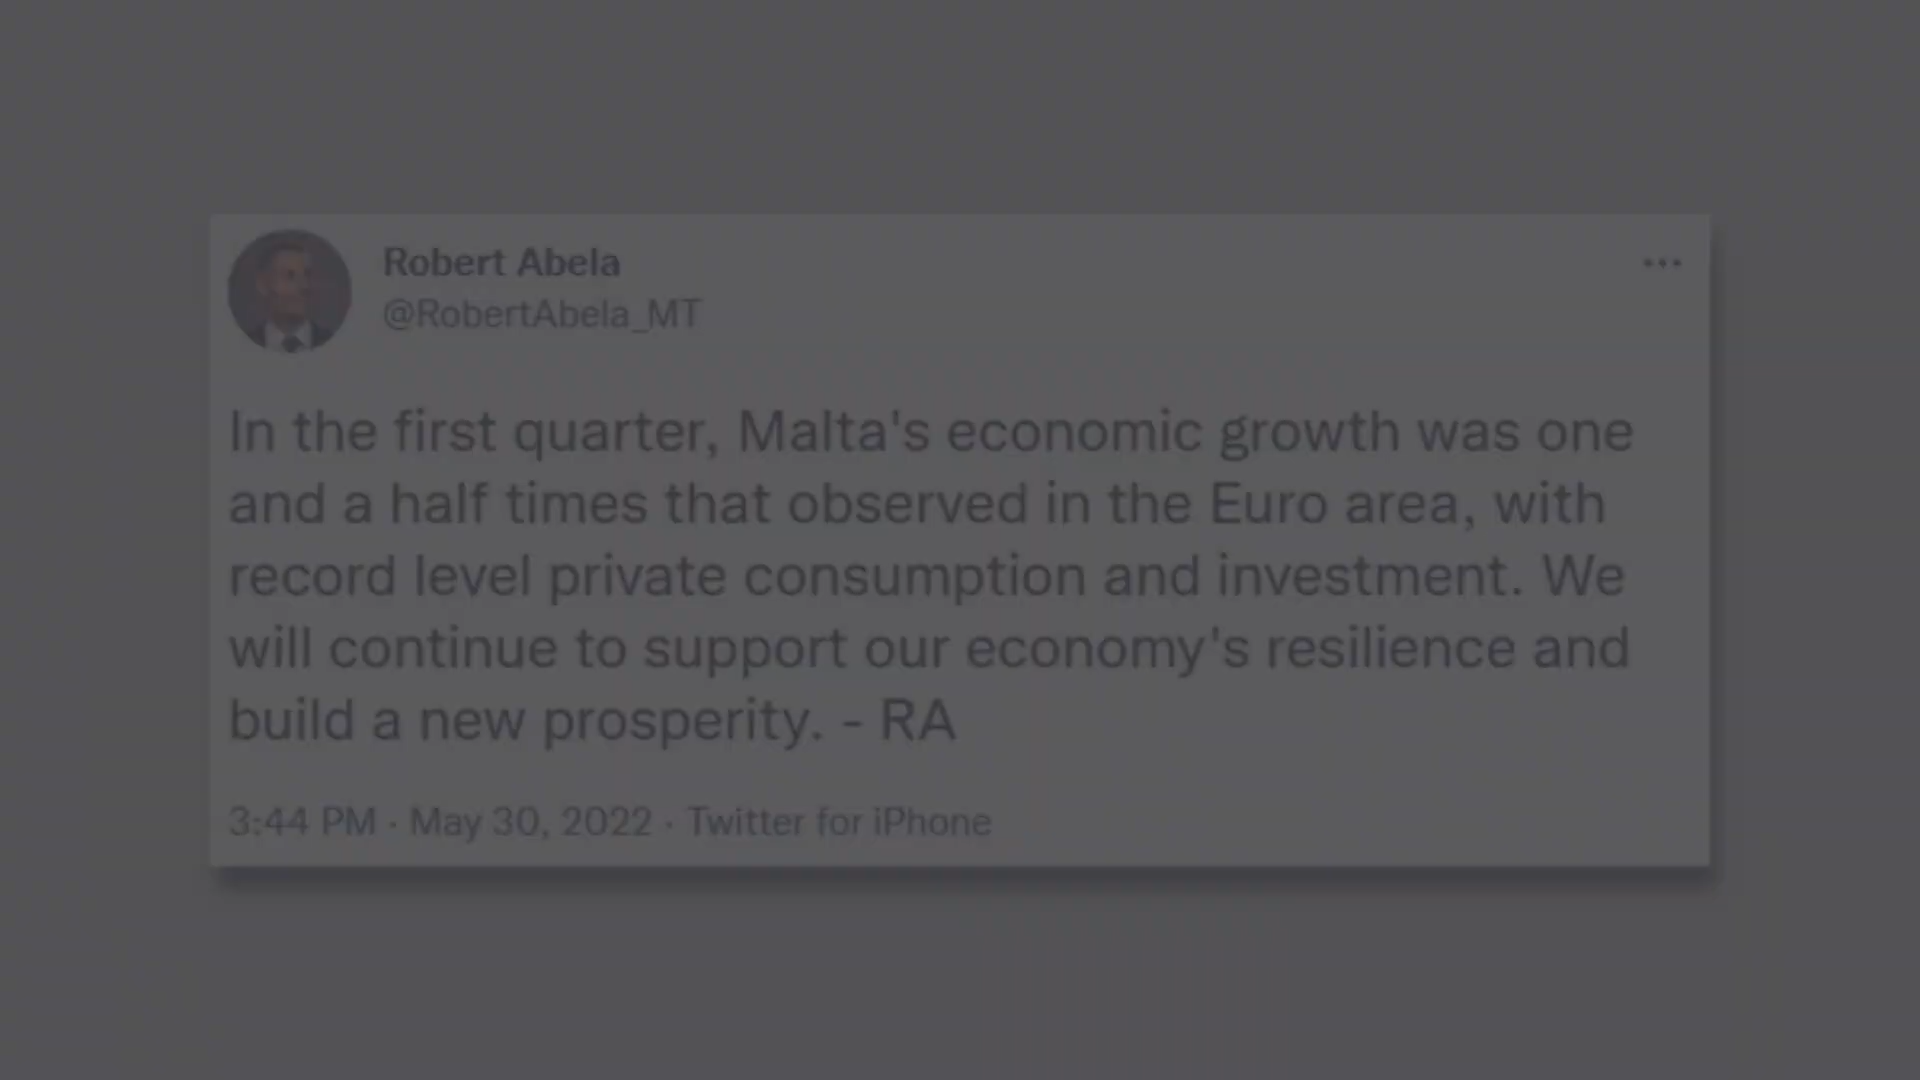 Robert Abela
@RobertAbela_MT
In the first quarter, Malta's economic growth was one
and a half times that observed in the Euro area, with
record level private consumption and investment. We
will continue to support our economy's resilience and
build a new prosperity. - RA
3:44 PM · May 30, 2022 · Twitter for iPhone